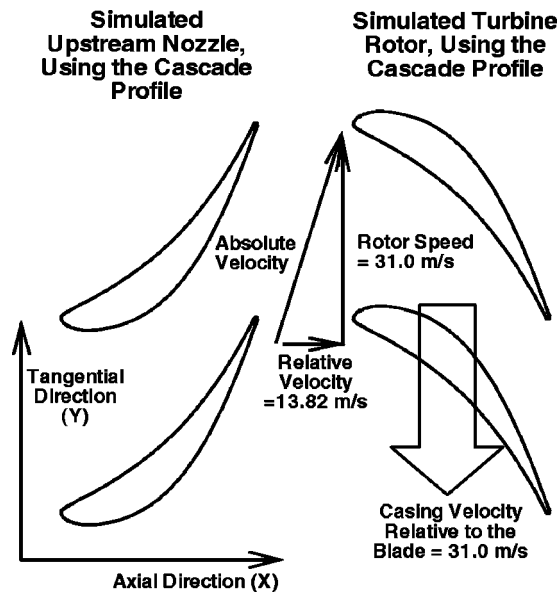 Simulated
Upstream Nozzle,
Using the Cascade
Profile
Simulated Turbine
Rotor, Using the
Cascade Profile
Absolute
Velocity
Rotor Speed
= 31.0 m/s
Relative
Velocity
=13.82 m/s
Tangential
Direction
(Y)
Casing Velocity
Relative to the
Blade = 31.0 m/s
Axial Direction (X)